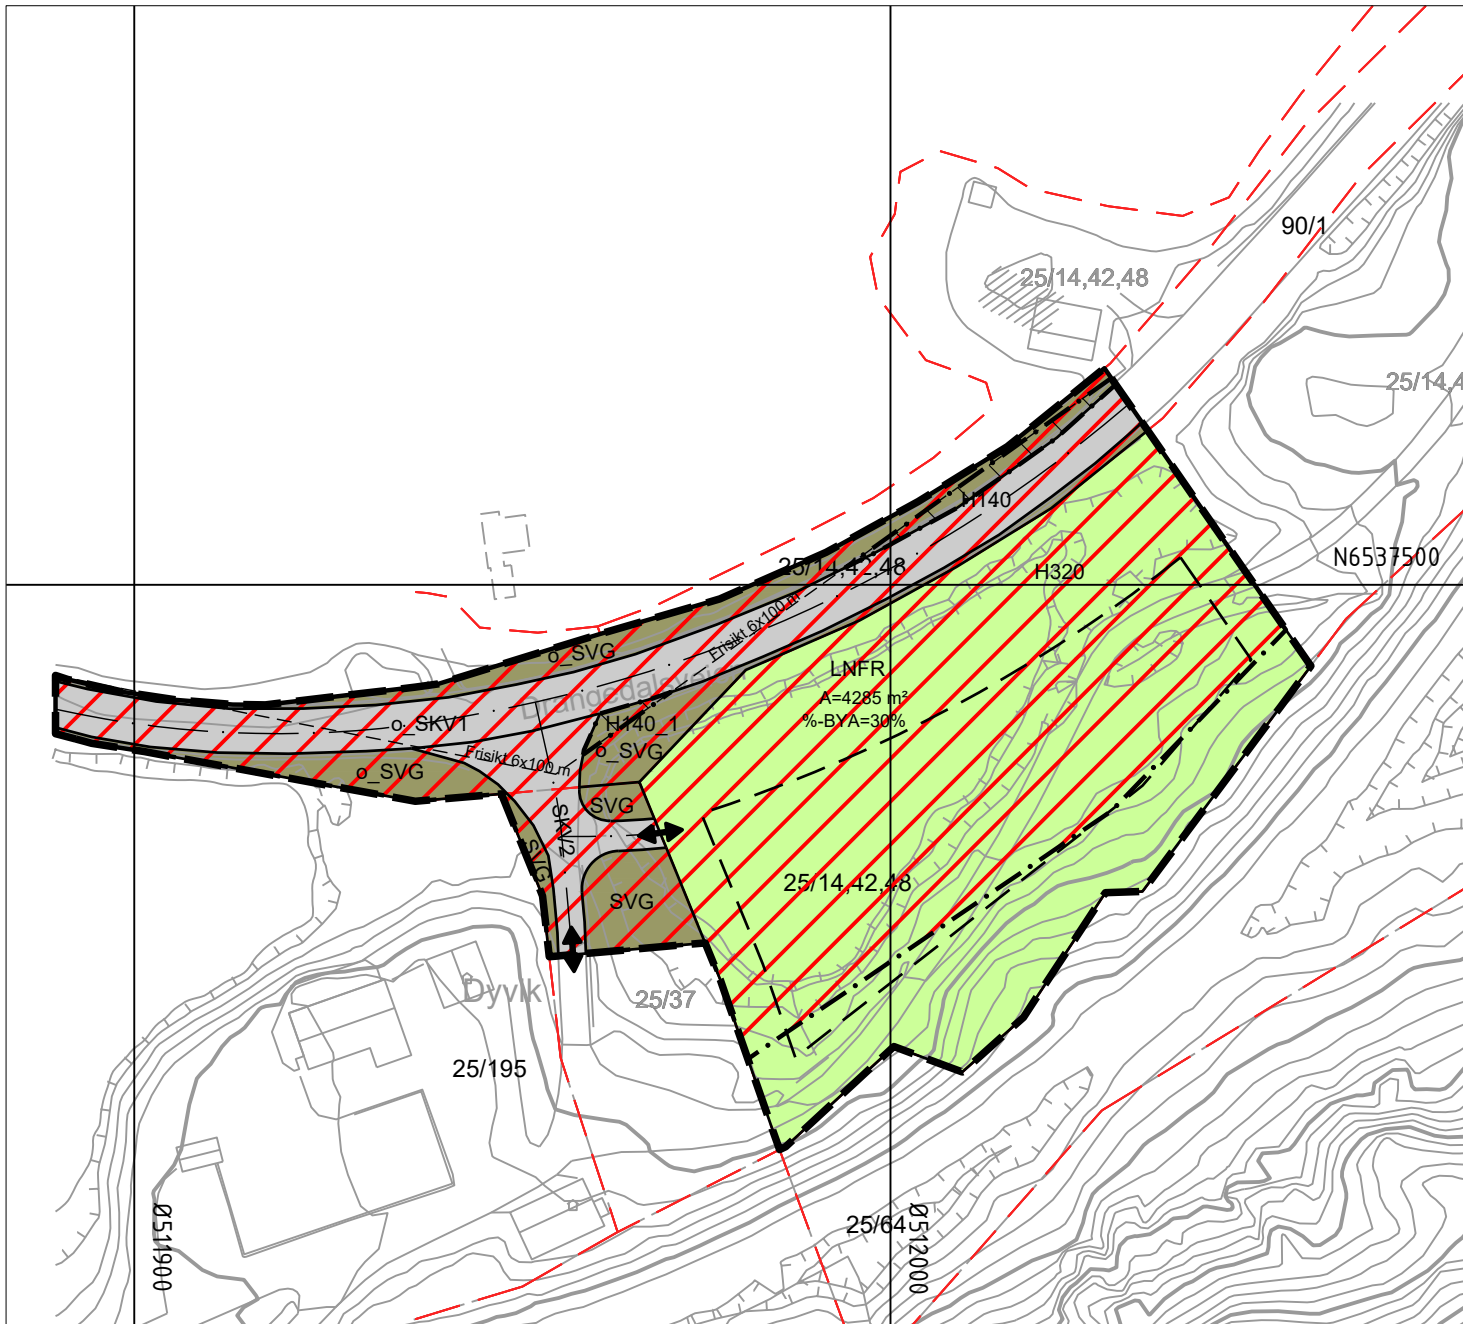 90/1
25/14,42,48
25/14,4
H140
N6537500
25/14,42,48
H320
Frisikt 6x100 m
o_SVG
LNFR
Drangedalsveien
A=4285 m²
o_SKV1
H140_1
%-BYA=30%
o_SVG
Frisikt 6x100 m
o_SVG
SVG
SKV2
SVG
25/14,42,48
SVG
Dyvik
25/37
25/195
25/64
Ø511900
Ø512000